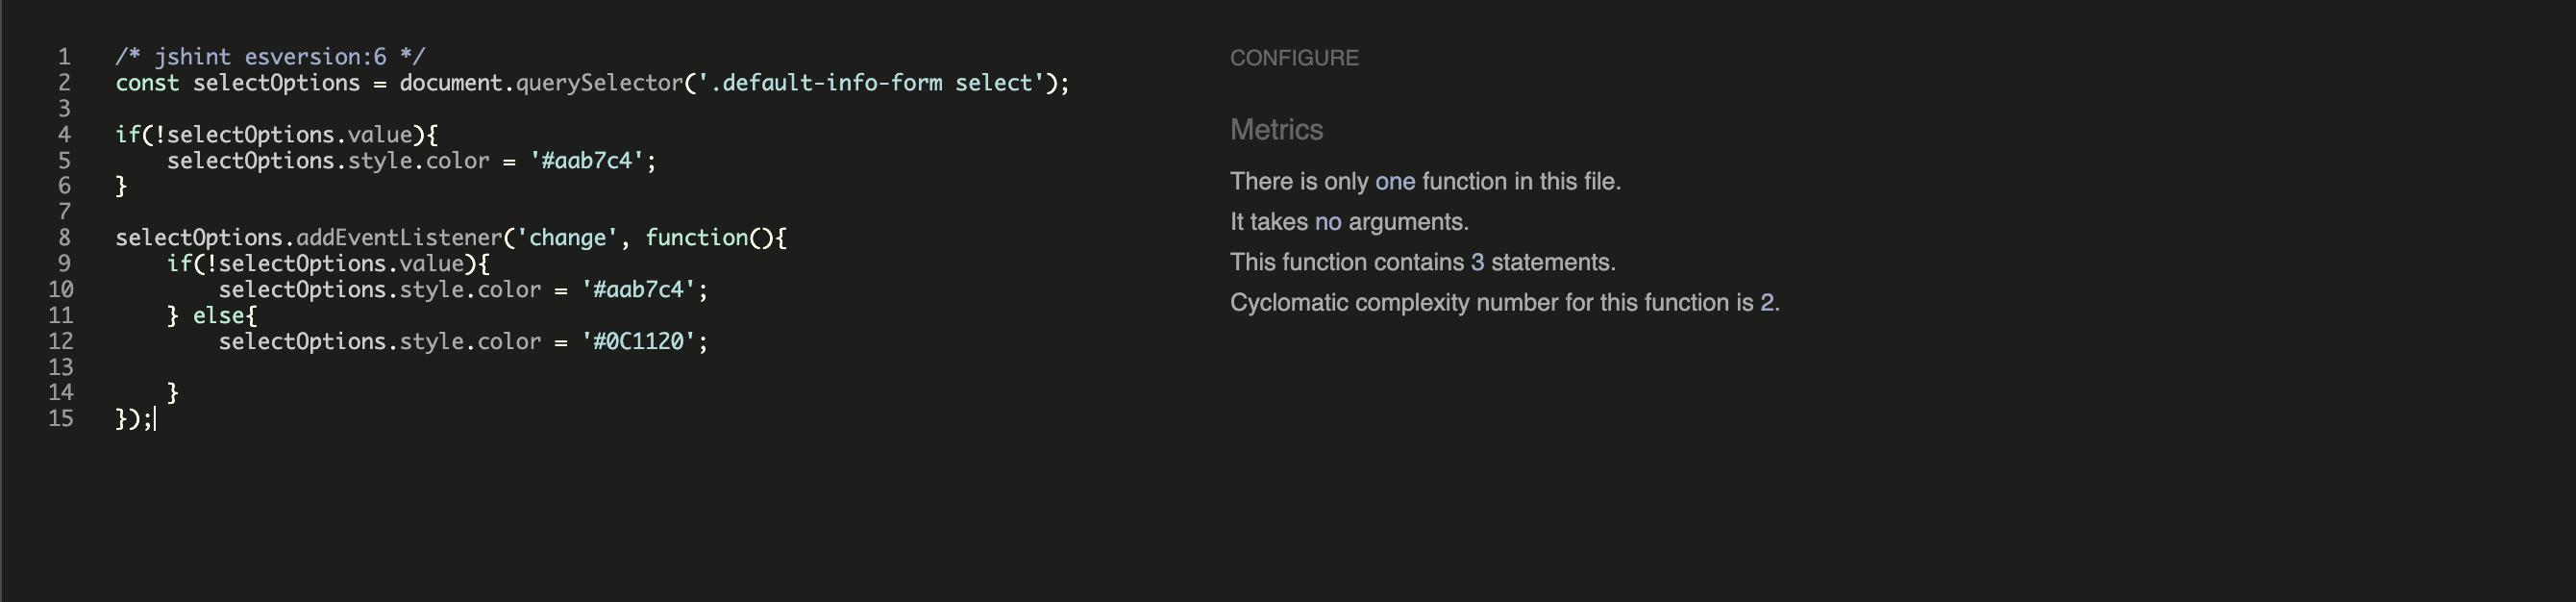 1 /* jshint esversion:6 */
2 const selectOptions = document.querySelector('.default-info-form select');
3
4 if(!selectOptions.value){
5     selectOptions.style.color = '#aab7c4';
6 }
7
8 selectOptions.addEventListener('change', function(){
9     if(!selectOptions.value){
10         selectOptions.style.color = '#aab7c4';
11     } else{
12         selectOptions.style.color = '#0C1120';
13
14     }
15 });
CONFIGURE
Metrics
There is only one function in this file.
It takes no arguments.
This function contains 3 statements.
Cyclomatic complexity number for this function is 2.